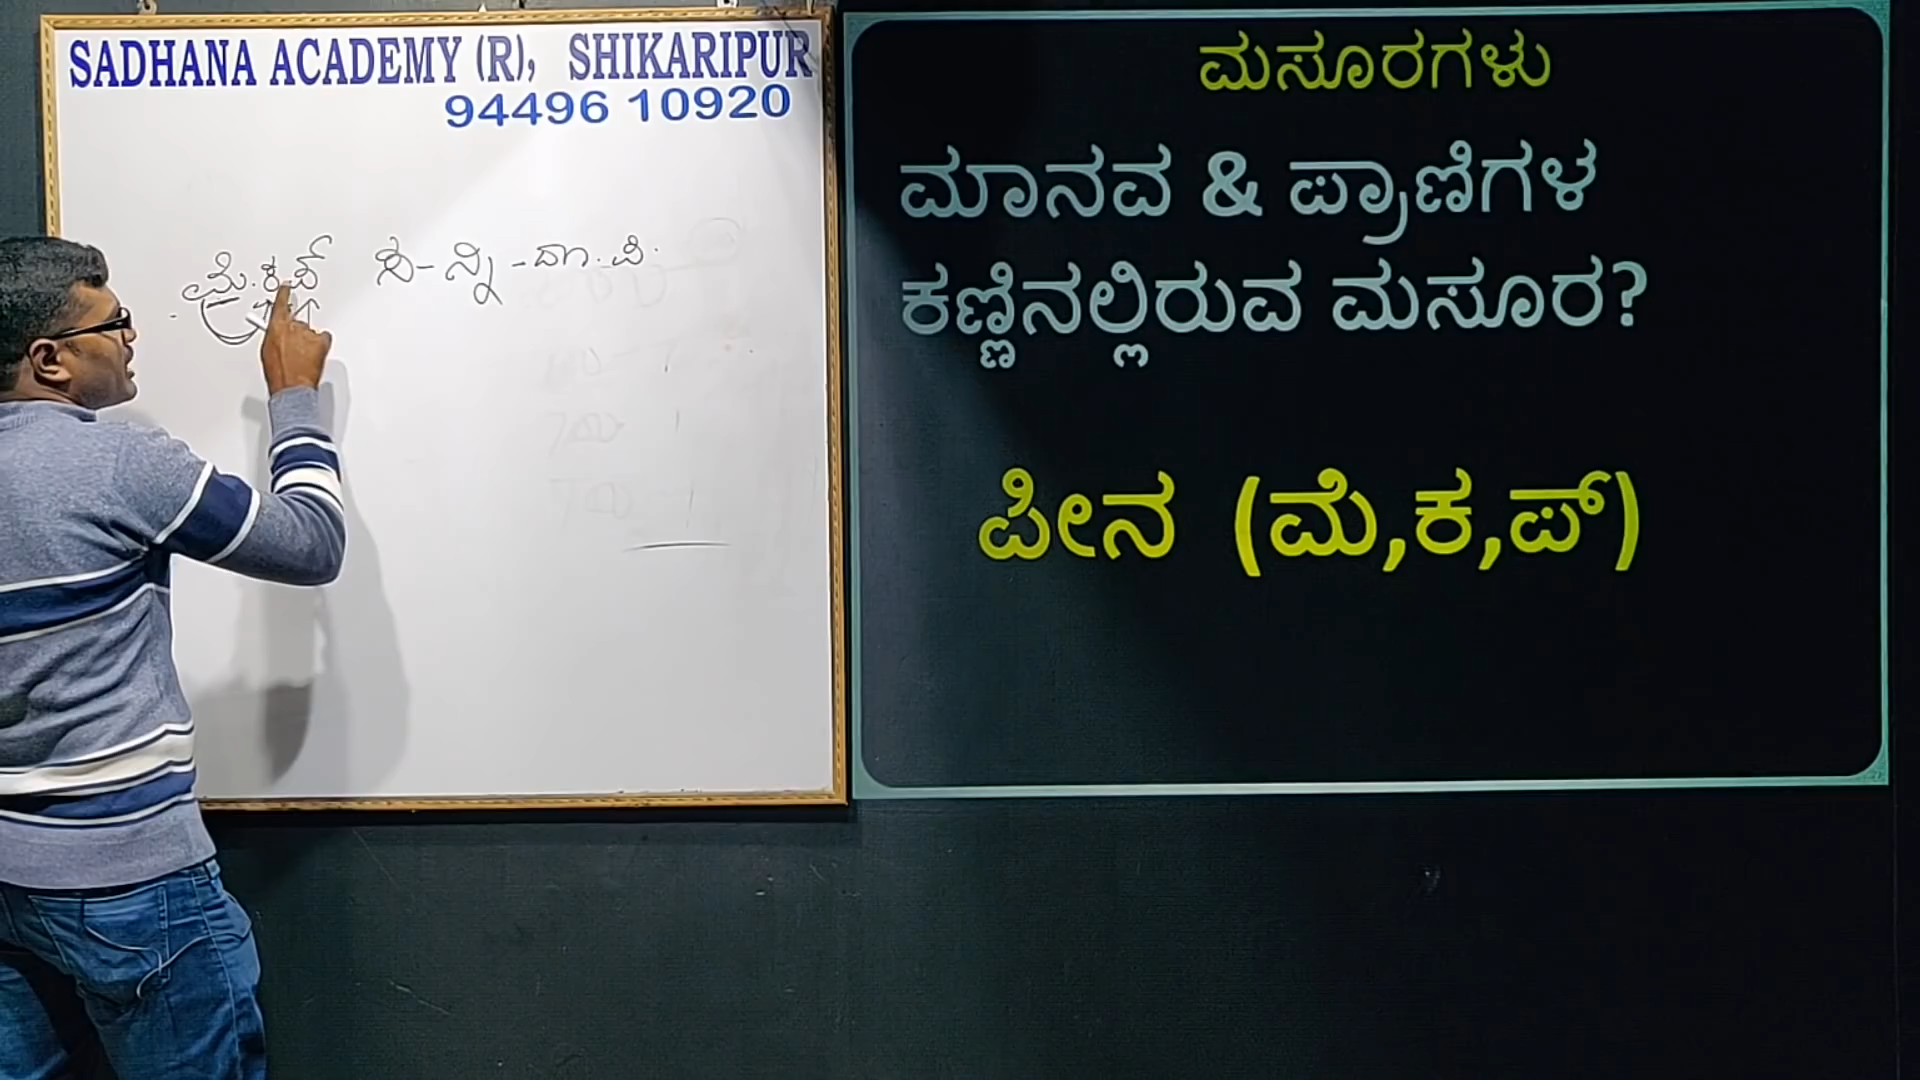 SADHANA ACADEMY (R), SHIKARIPUR
94496 10920
ಮೆ.ಕ.ಪ್
ಮಸೂರಗಳು
ಮಾನವ & ಪ್ರಾಣಿಗಳ
ಕಣ್ಣಿನಲ್ಲಿರುವ ಮಸೂರ?
ಪೀನ (ಮೆ,ಕ,ಪ್)